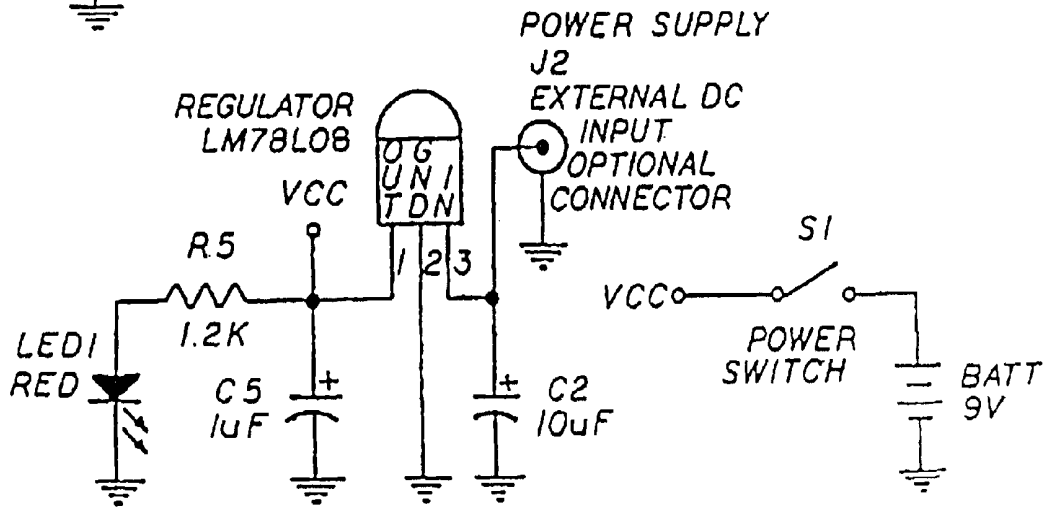 POWER SUPPLY
J2
EXTERNAL DC
INPUT
OPTIONAL
CONNECTOR
REGULATOR
LM78L08
O G
U N I
T D N
VCC
1 2 3
R5
1.2K
LED1
RED
C5
1uF
+
+
C2
10uF
S1
VCC
POWER
SWITCH
BATT
9V